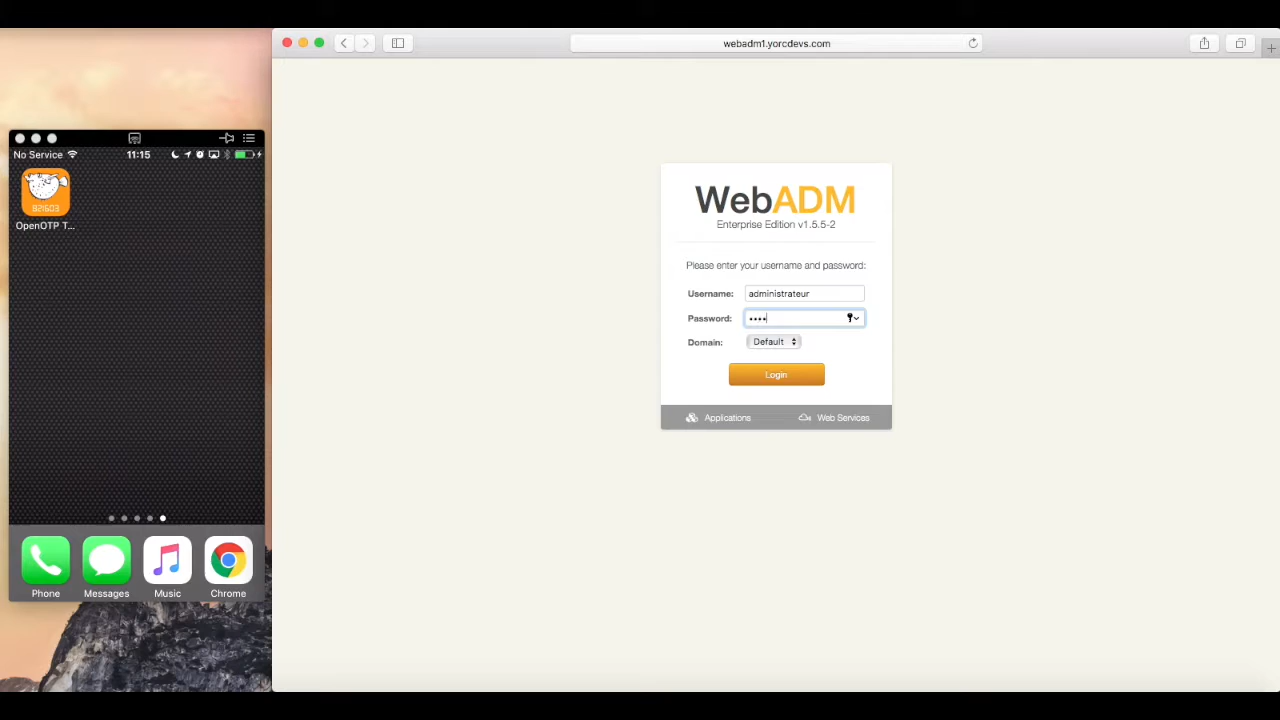 webadm1.yorcdevs.com
No Service
11:15
821503
OpenOTP T...
Phone
Messages
Music
Chrome
WebADM
Enterprise Edition v1.5.5-2
Please enter your username and password:
Username: administrateur
Password: ••••
Domain: Default
Login
Applications Web Services